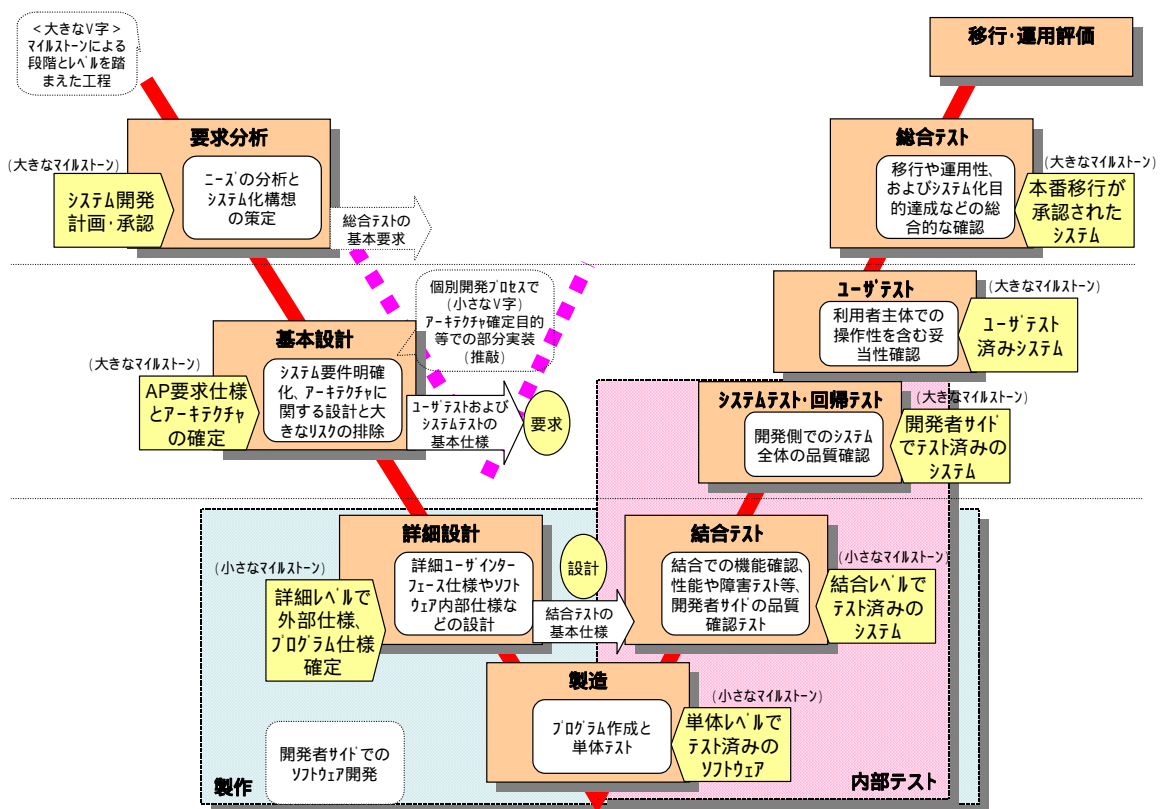 <大きなV字>
マイルストーンによる
段階とレベルを踏
まえた工程
移行・運用評価
要求分析
(大きなマイルストーン)
システム開発
計画・承認
ニーズの分析と
システム化構想
の策定
総合テストの
基本要求
総合テスト
移行や運用性、
およびシステム化目
的達成などの総
合的な確認
(大きなマイルストーン)
本番移行が
承認された
システム
個別開発プロセスで
(小さなV字)
アーキテクチャ確定目的
等での部分実装
(推敲)
ユーザテスト
利用者主体での
操作性を含む妥
当性確認
(大きなマイルストーン)
ユーザテスト
済みシステム
基本設計
(大きなマイルストーン)
AP要求仕様
とアーキテクチャ
の確定
システム要件明確
化、アーキテクチャに
関する設計と大
きなリスクの排除
ユーザテストおよび
システムテストの
基本仕様
要求
システムテスト・回帰テスト
開発側でのシステム
全体の品質確認
(大きなマイルストーン)
開発者サイド
でテスト済みの
システム
詳細設計
(小さなマイルストーン)
詳細レベルで
外部仕様、
プログラム仕様
確定
詳細ユーザインター
フェース仕様やソフト
ウェア内部仕様な
どの設計
設計
結合テストの
基本仕様
結合テスト
結合での機能確認、
性能や障害テスト等、
開発者サイドの品質
確認テスト
(小さなマイルストーン)
結合レベルで
テスト済みの
システム
製造
プログラム作成と
単体テスト
(小さなマイルストーン)
単体レベルで
テスト済みの
ソフトウェア
開発者サイドでの
ソフトウェア開発
製作
内部テスト